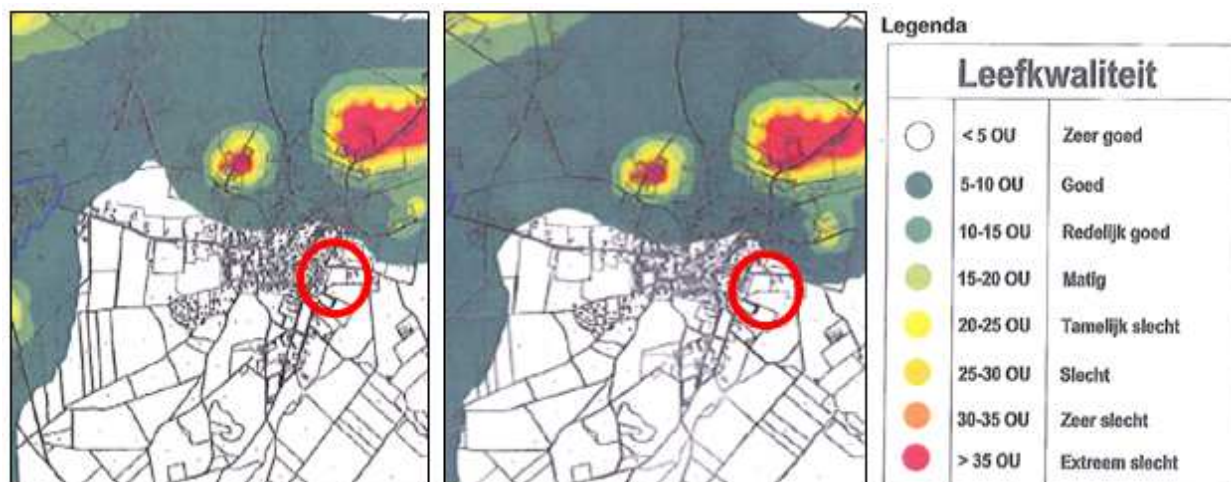 Legenda
Leefkwaliteit
< 5 OU Zeer goed
5-10 OU Goed
10-15 OU Redelijk goed
15-20 OU Matig
20-25 OU Tamelijk slecht
25-30 OU Slecht
30-35 OU Zeer slecht
> 35 OU Extreem slecht